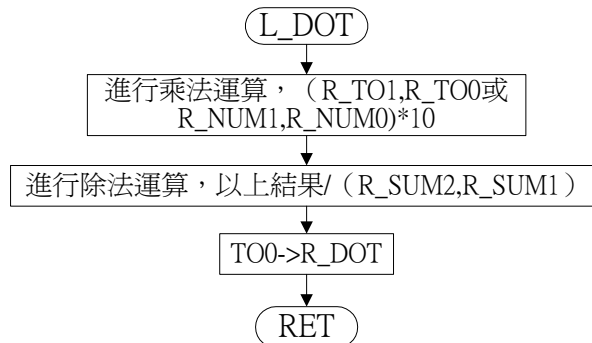 L_DOT
進行乘法運算，（R_TO1,R_TO0或
R_NUM1,R_NUM0)*10
進行除法運算，以上結果/（R_SUM2,R_SUM1）
TO0->R_DOT
RET